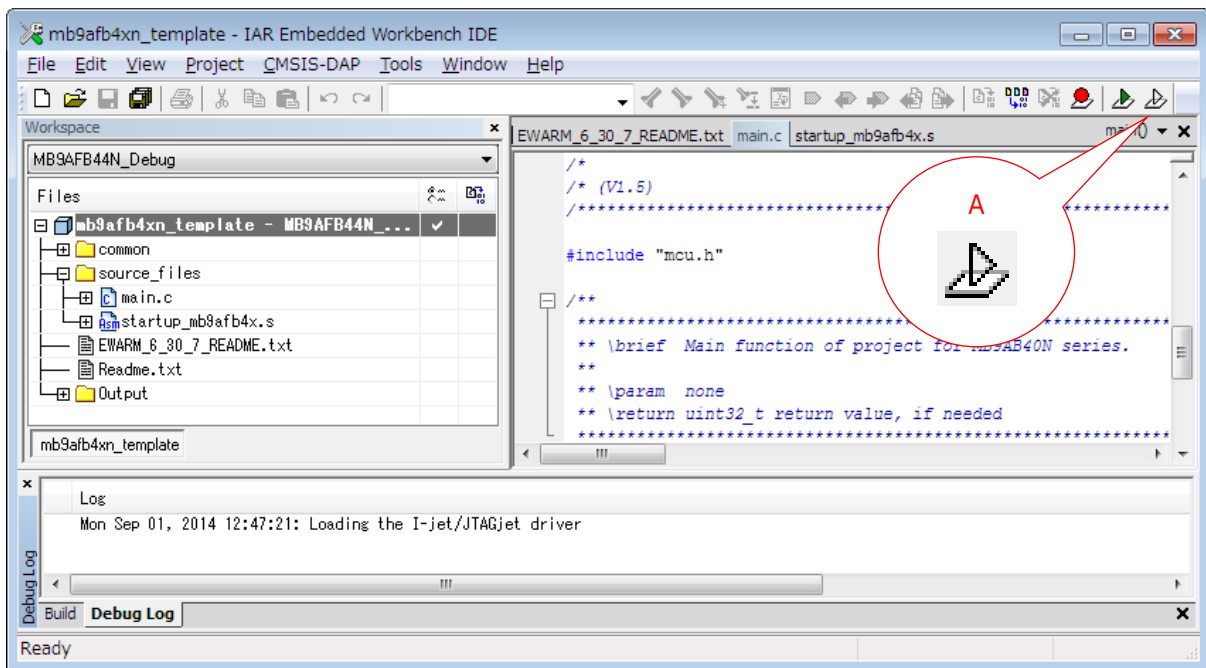 mb9afb4xn_template - IAR Embedded Workbench IDE
File Edit View Project CMSIS-DAP Tools Window Help
Workspace
MB9AFB44N_Debug
Files
mb9afb4xn_template - MB9AFB44N_...
common
source_files
main.c
startup_mb9afb4x.s
EWARM_6_30_7_README.txt
Readme.txt
Output
mb9afb4xn_template
EWARM_6_30_7_README.txt main.c startup_mb9afb4x.s
/*
/* (V1.5)
/************************************
#include "mcu.h"
/**
************************************
** \brief Main function of project for MB9AB40N series.
**
** \param none
** \return uint32_t return value, if needed
************************************
A
Log
Mon Sep 01, 2014 12:47:21: Loading the I-jet/JTAGjet driver
Debug Log
Build Debug Log
Ready